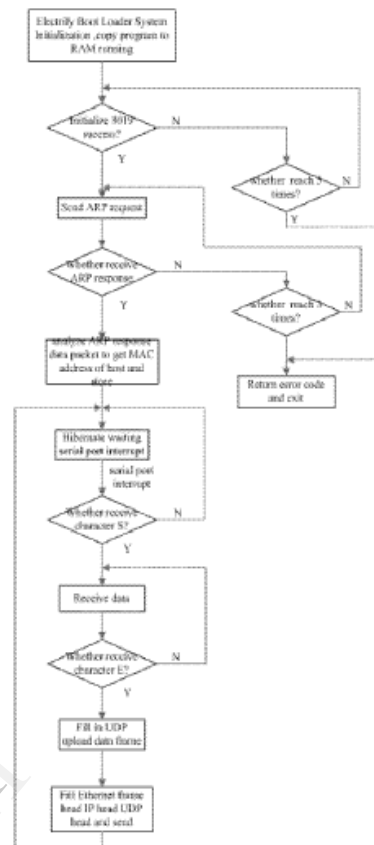 Electrify Boot Loader System
Initialization ,copy program to
RAM running
Initialize 8019
success?
N
Y
whether reach 5
times?
N
Y
Send ARP request
Whether receive
ARP response
N
Y
whether reach 5
times?
N
analyze ARP response
data packet to get MAC
address of host and
store
Return error code
and exit
Hibernate waiting
serial port interrupt
serial port
interrupt
Whether receive
character S?
N
Y
Receive data
Whether receive
character E?
N
Y
Fill in UDP
upload data frame
Fill Ethernet frame
head IP head UDP
head and send